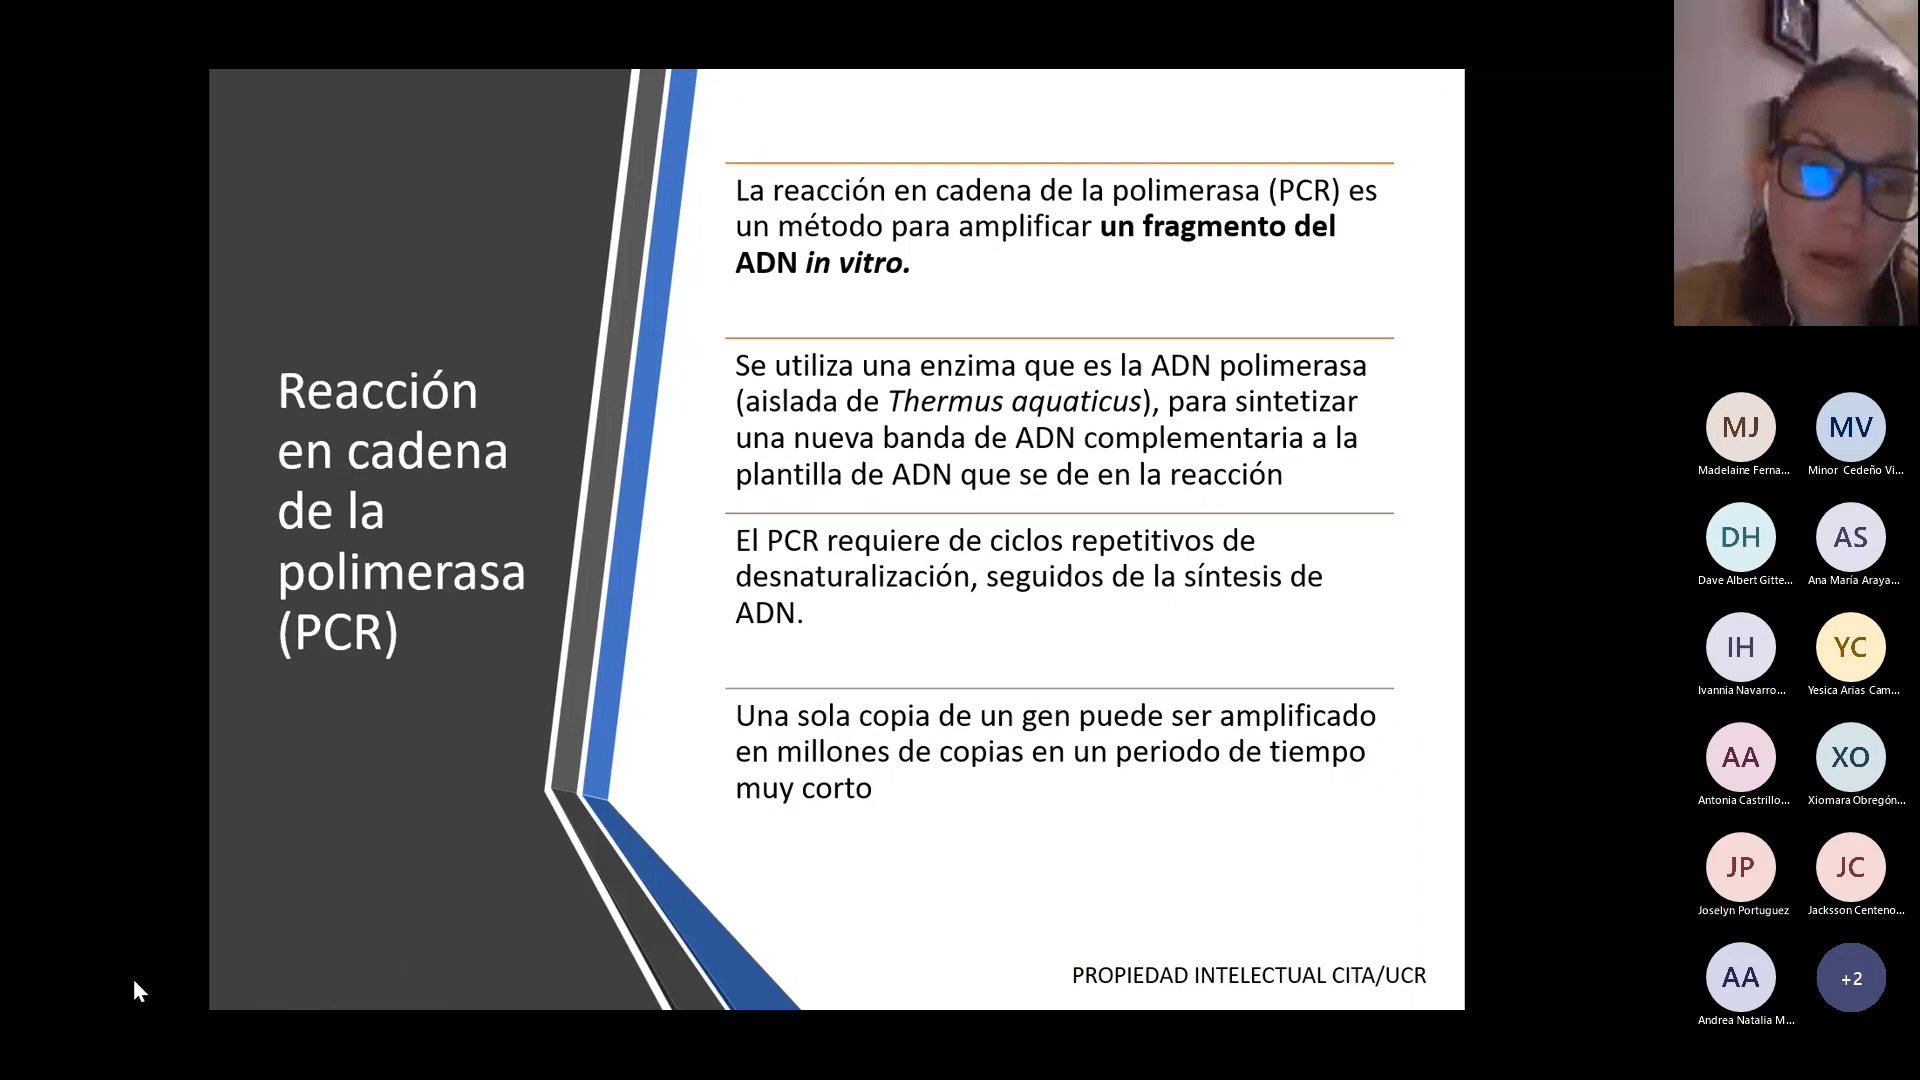 Reacción
en cadena
de la
polimerasa
(PCR)
La reacción en cadena de la polimerasa (PCR) es
un método para amplificar un fragmento del
ADN in vitro.
Se utiliza una enzima que es la ADN polimerasa
(aislada de Thermus aquaticus), para sintetizar
una nueva banda de ADN complementaria a la
plantilla de ADN que se de en la reacción
El PCR requiere de ciclos repetitivos de
desnaturalización, seguidos de la síntesis de
ADN.
Una sola copia de un gen puede ser amplificado
en millones de copias en un periodo de tiempo
muy corto
PROPIEDAD INTELECTUAL CITA/UCR
MJ
Madelaine Ferna...
MV
Minor Cedeño Vi...
DH
Dave Albert Gitte...
AS
Ana María Araya...
IH
Ivannia Navarro...
YC
Yesica Arias Cam...
AA
Antonia Castrillo...
XO
Xiomara Obregón...
JP
Joselyn Portuguez
JC
Jacksson Centeno...
AA
Andrea Natalia M...
+2